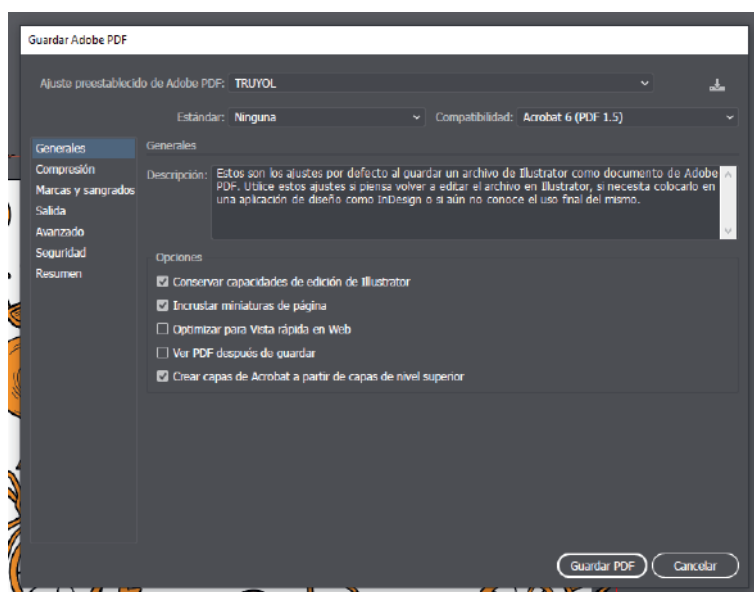 Guardar Adobe PDF
Ajuste preestablecido de Adobe PDF: TRUYOL
Estándar: Ninguna
Compatibilidad: Acrobat 6 (PDF 1.5)
Generales
Compresión
Marcas y sangrados
Salida
Avanzado
Seguridad
Resumen
Generales
Descripción: Estos son los ajustes por defecto al guardar un archivo de Illustrator como documento de Adobe
PDF. Utilice estos ajustes si piensa volver a editar el archivo en Illustrator, si necesita colocarlo en
una aplicación de diseño como InDesign o si aún no conoce el uso final del mismo.
Opciones
Conservar capacidades de edición de Illustrator
Incrustar miniaturas de página
Optimizar para Vista rápida en Web
Ver PDF después de guardar
Crear capas de Acrobat a partir de capas de nivel superior
Guardar PDF
Cancelar